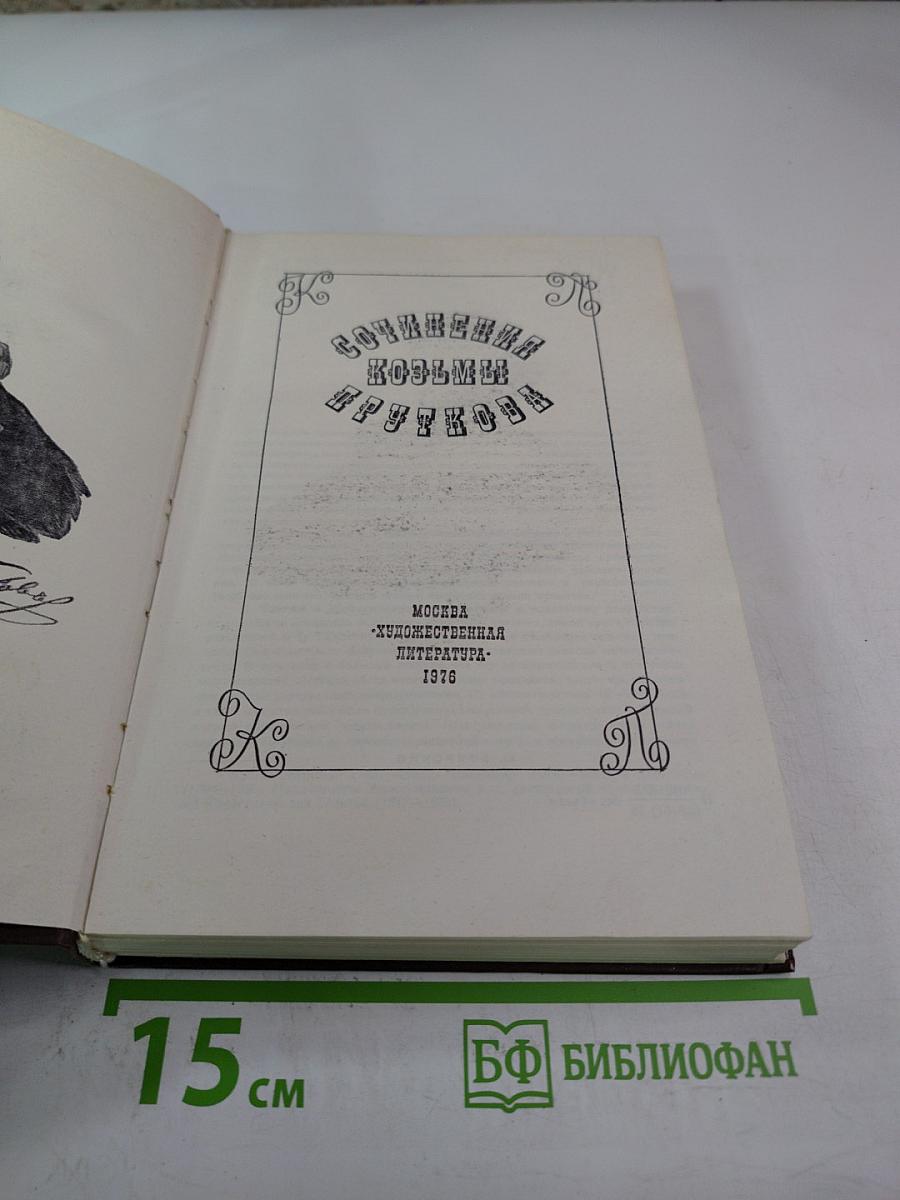 К П
СОЧИНЕНИЯ
КОЗЬМЫ
ПРУТКОВА
МОСКВА
«ХУДОЖЕСТВЕННАЯ
ЛИТЕРАТУРА»
1976
К П
15 см
БФ БИБЛИОФАН